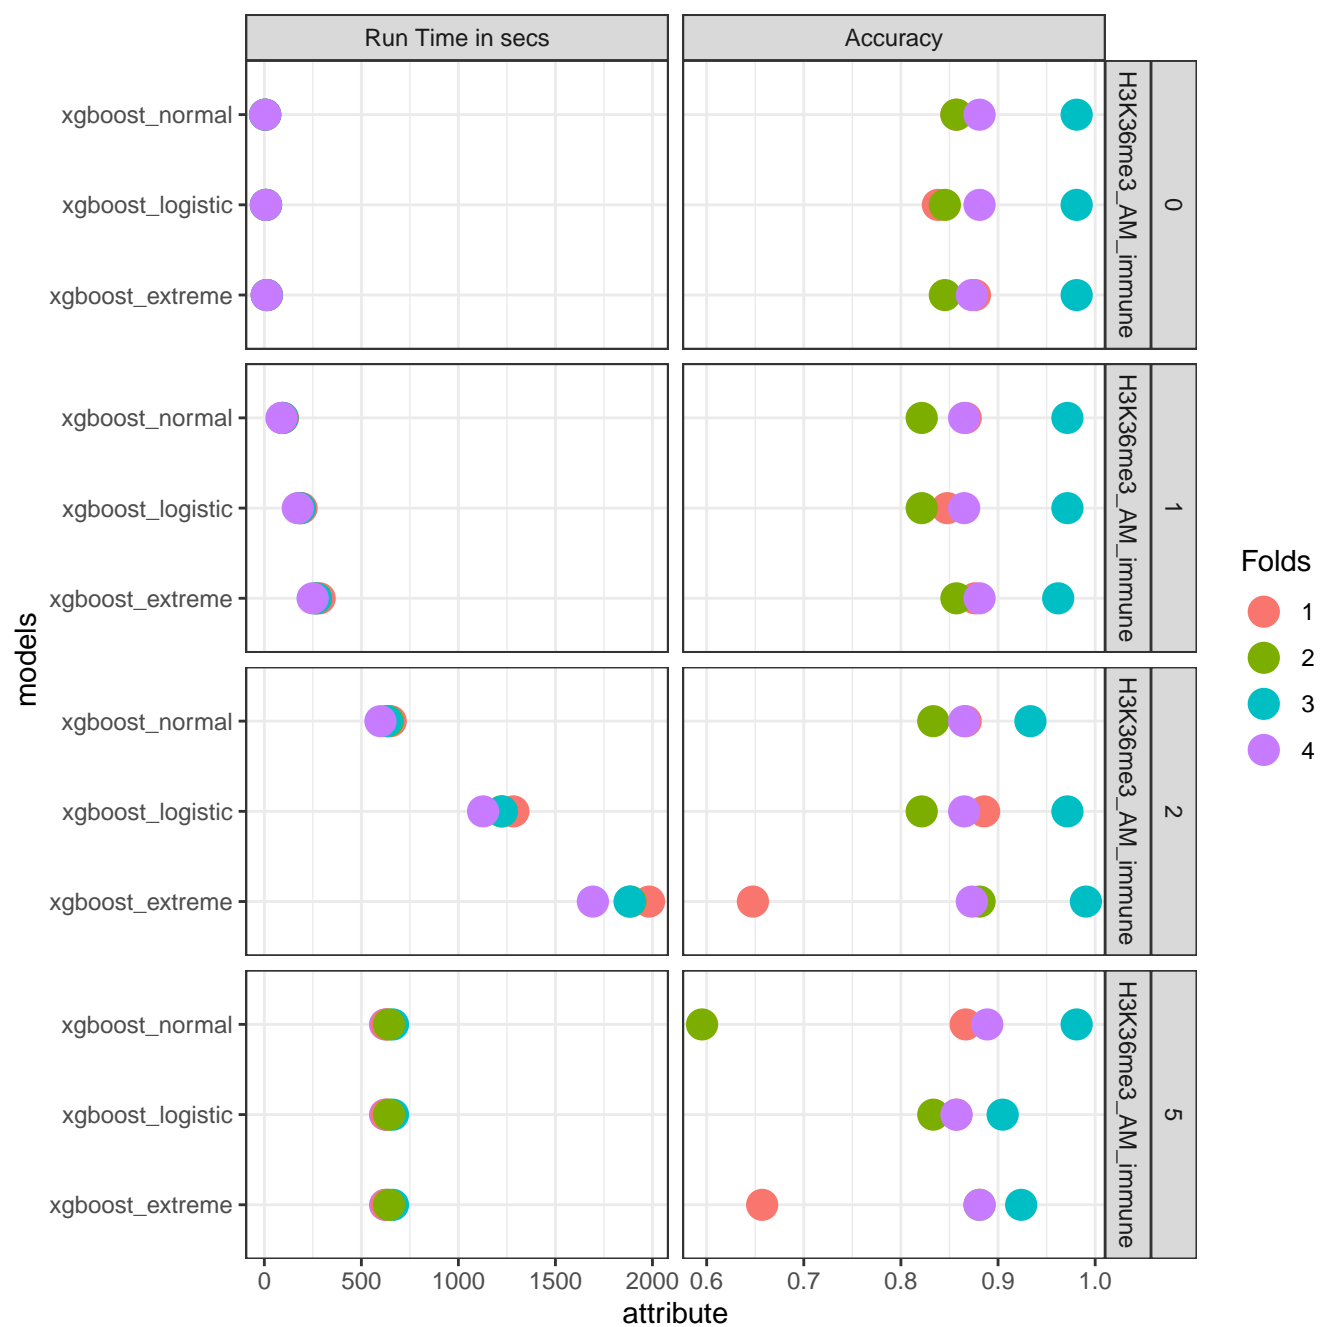 Run Time in secs
Accuracy
xgboost_normal
xgboost_logistic
xgboost_extreme
H3K36me3_AM_immune
0
xgboost_normal
xgboost_logistic
xgboost_extreme
H3K36me3_AM_immune
1
xgboost_normal
xgboost_logistic
xgboost_extreme
H3K36me3_AM_immune
2
xgboost_normal
xgboost_logistic
xgboost_extreme
H3K36me3_AM_immune
5
models
0 500 1000 1500 2000
0.6 0.7 0.8 0.9 1.0
attribute
Folds
1
2
3
4